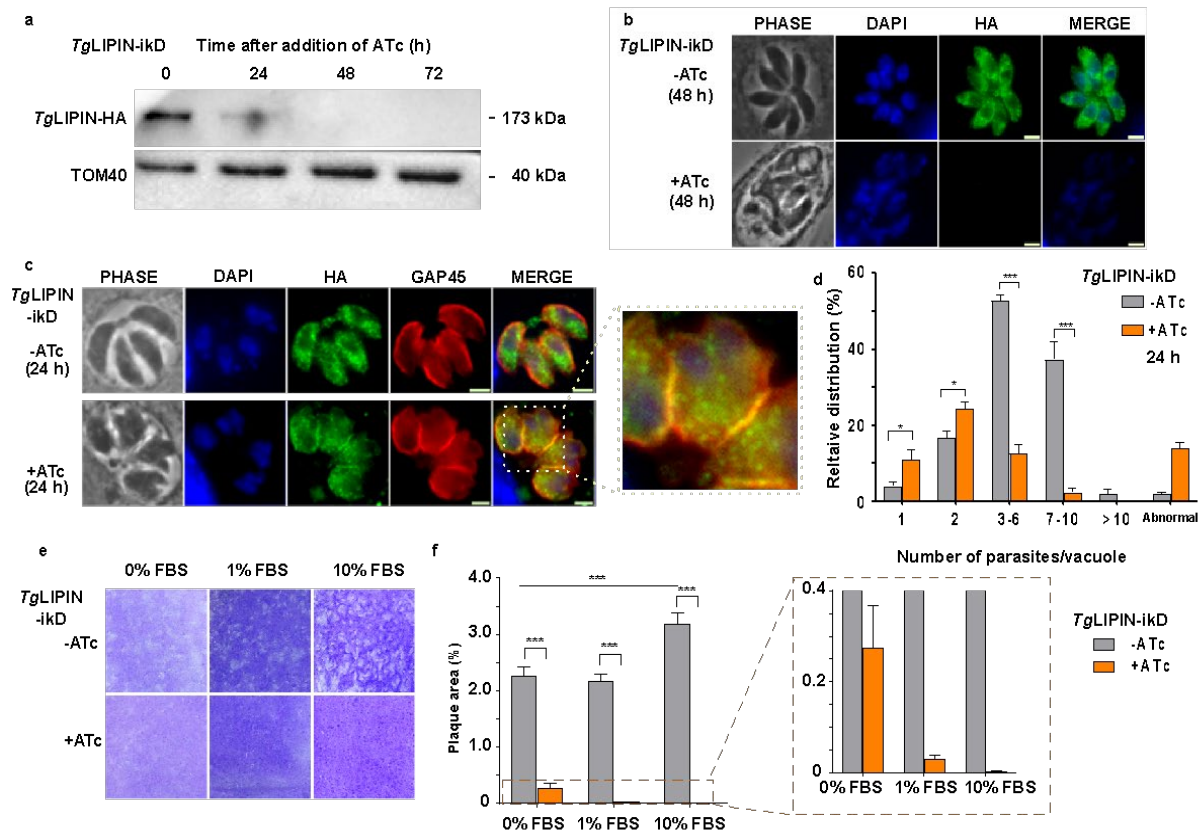 a
TgLIPIN-ikD Time after addition of ATc (h)
0 24 48 72
TgLIPIN-HA - 173 kDa
TOM40 - 40 kDa
b
PHASE DAPI HA MERGE
TgLIPIN-ikD
-ATc
(48 h)
+ATc
(48 h)
c
PHASE DAPI HA GAP45 MERGE
TgLIPIN
-ikD
-ATc
(24 h)
+ATc
(24 h)
d
Reltaive distribution (%)
60
40
20
0
* * *** ***
TgLIPIN-ikD
-ATc
+ATc
24 h
1 2 3-6 7-10 > 10 Abnormal
Number of parasites/vacuole
e
0% FBS 1% FBS 10% FBS
TgLIPIN
-ikD
-ATc
+ATc
f
Plaque area (%)
4.0
3.0
2.0
1.0
0
***
*** *** ***
0% FBS 1% FBS 10% FBS
0.4
0.2
0
0% FBS 1% FBS 10% FBS
TgLIPIN-ikD
-ATc
+ATc